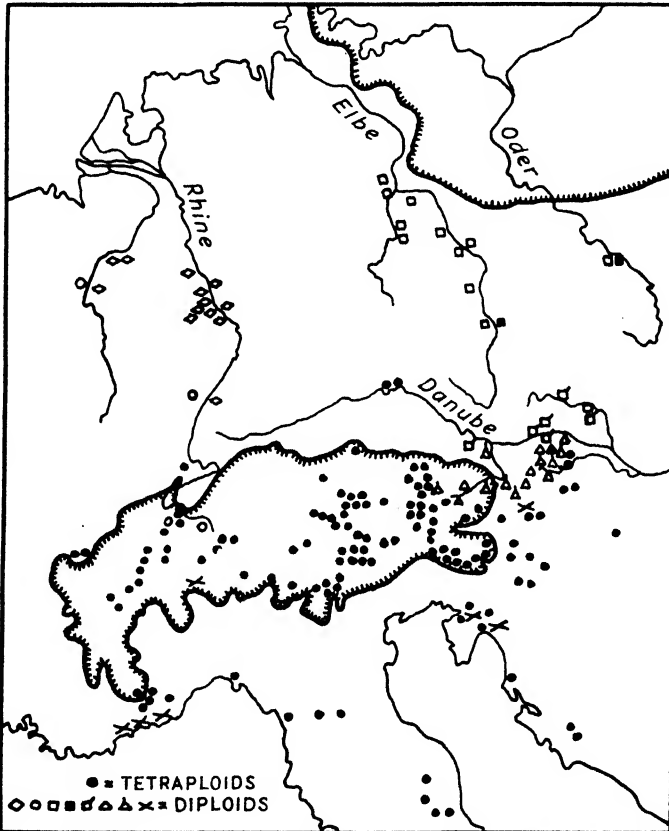 Elbe
Oder
Rhine
Danube
● = TETRAPLOIDS
◇ ○ □ ■ △ × = DIPLOIDS